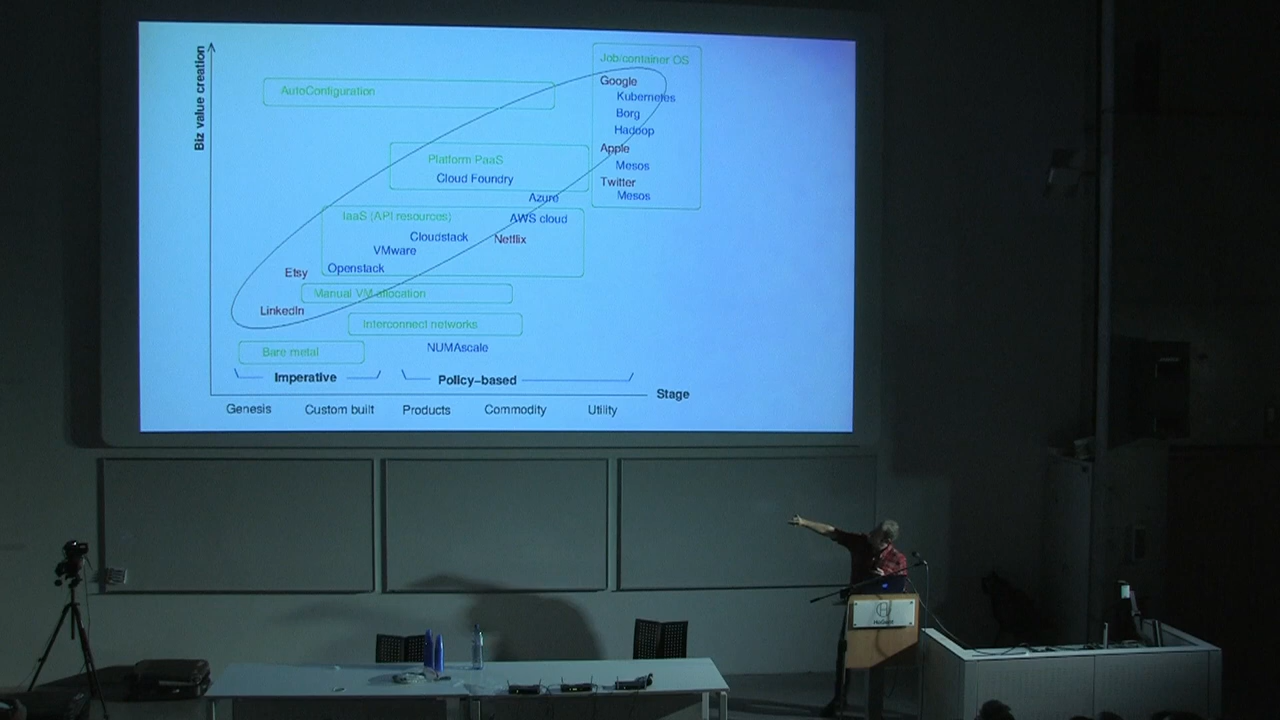 Biz value creation
Job/container OS
Google
Kubernetes
Borg
Hadoop
Apple
Mesos
Twitter
Mesos
AutoConfiguration
Platform PaaS
Cloud Foundry
Azure
IaaS (API resources)
AWS cloud
Cloudstack
Netflix
VMware
Openstack
Etsy
Manual VM allocation
LinkedIn
Interconnect networks
NUMAscale
Bare metal
Imperative
Policy-based
Stage
Genesis
Custom built
Products
Commodity
Utility